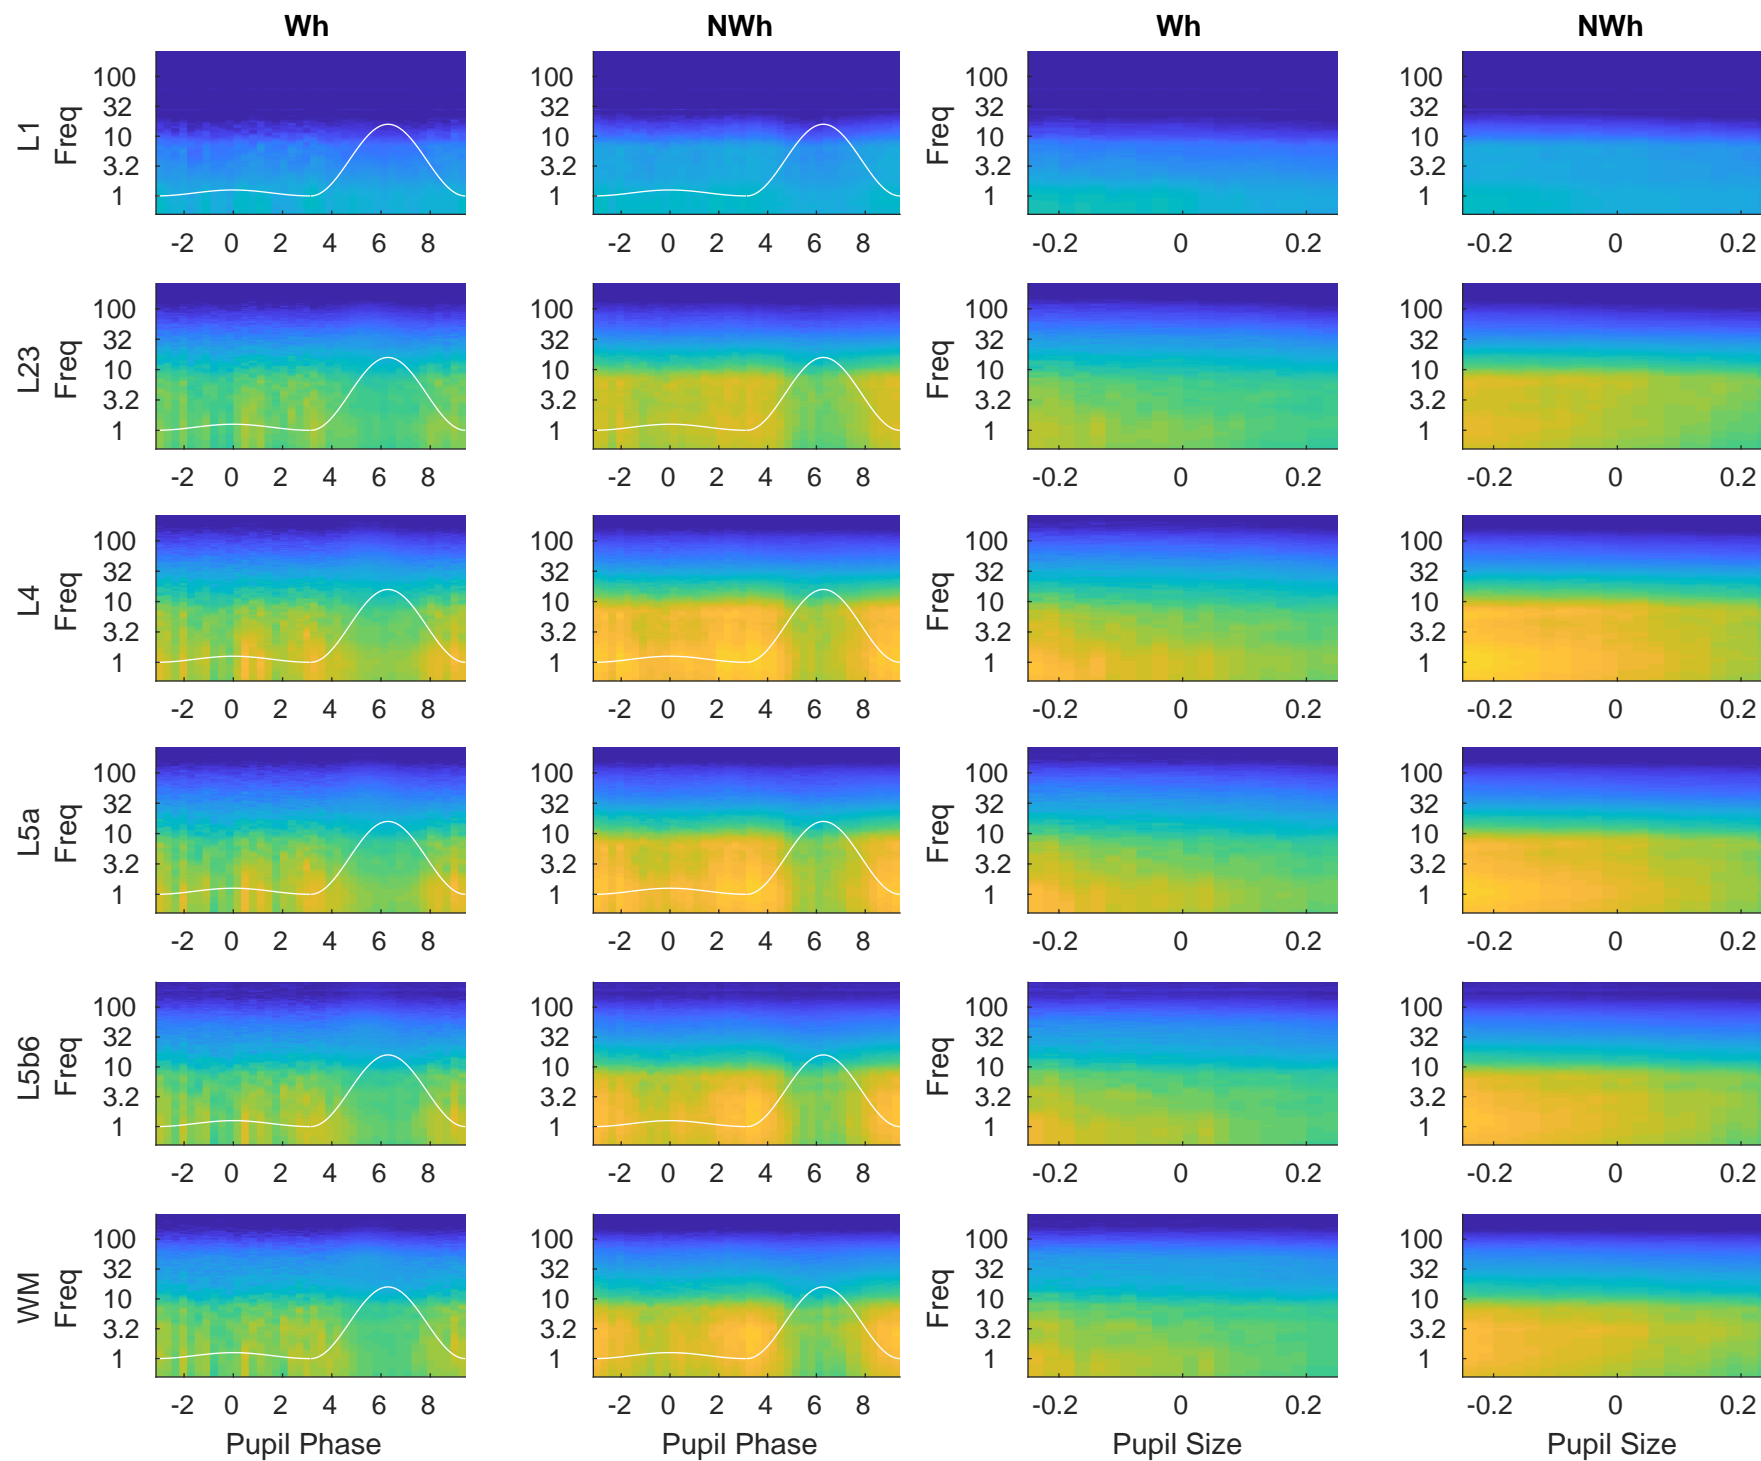 Wh NWh Wh NWh
L1
Freq 100 32 10 3.2 1 100 32 10 3.2 1 Freq 100 32 10 3.2 1 100 32 10 3.2 1
-2 0 2 4 6 8 -2 0 2 4 6 8 -0.2 0 0.2 -0.2 0 0.2
L23
Freq 100 32 10 3.2 1 100 32 10 3.2 1 Freq 100 32 10 3.2 1 100 32 10 3.2 1
-2 0 2 4 6 8 -2 0 2 4 6 8 -0.2 0 0.2 -0.2 0 0.2
L4
Freq 100 32 10 3.2 1 100 32 10 3.2 1 Freq 100 32 10 3.2 1 100 32 10 3.2 1
-2 0 2 4 6 8 -2 0 2 4 6 8 -0.2 0 0.2 -0.2 0 0.2
L5a
Freq 100 32 10 3.2 1 100 32 10 3.2 1 Freq 100 32 10 3.2 1 100 32 10 3.2 1
-2 0 2 4 6 8 -2 0 2 4 6 8 -0.2 0 0.2 -0.2 0 0.2
L5b6
Freq 100 32 10 3.2 1 100 32 10 3.2 1 Freq 100 32 10 3.2 1 100 32 10 3.2 1
-2 0 2 4 6 8 -2 0 2 4 6 8 -0.2 0 0.2 -0.2 0 0.2
WM
Freq 100 32 10 3.2 1 100 32 10 3.2 1 Freq 100 32 10 3.2 1 100 32 10 3.2 1
-2 0 2 4 6 8 -2 0 2 4 6 8 -0.2 0 0.2 -0.2 0 0.2
Pupil Phase Pupil Phase Pupil Size Pupil Size